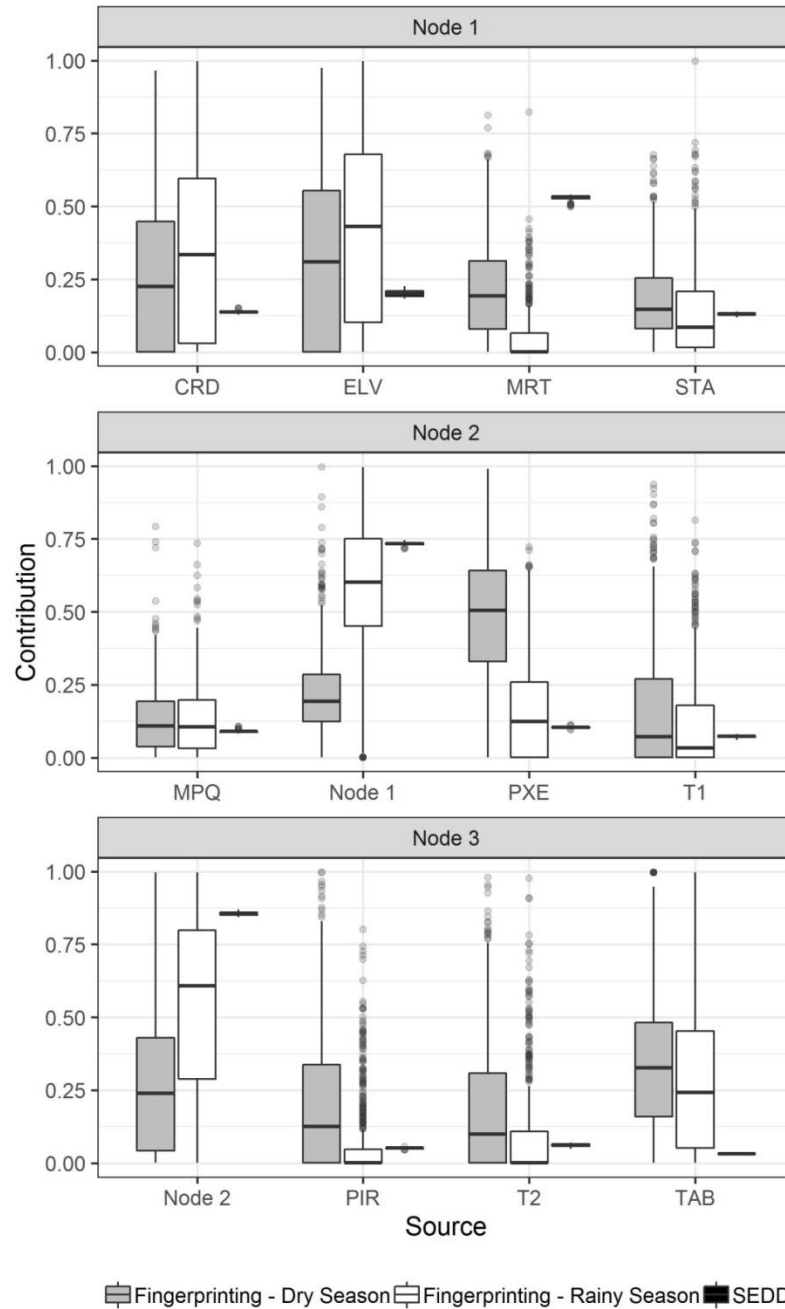 Node 1
1.00
0.75
0.50
0.25
0.00
CRD ELV MRT STA
Node 2
1.00
0.75
0.50
0.25
0.00
MPQ Node 1 PXE T1
Contribution
Node 3
1.00
0.75
0.50
0.25
0.00
Node 2 PIR T2 TAB
Source
Fingerprinting - Dry Season Fingerprinting - Rainy Season SEDD